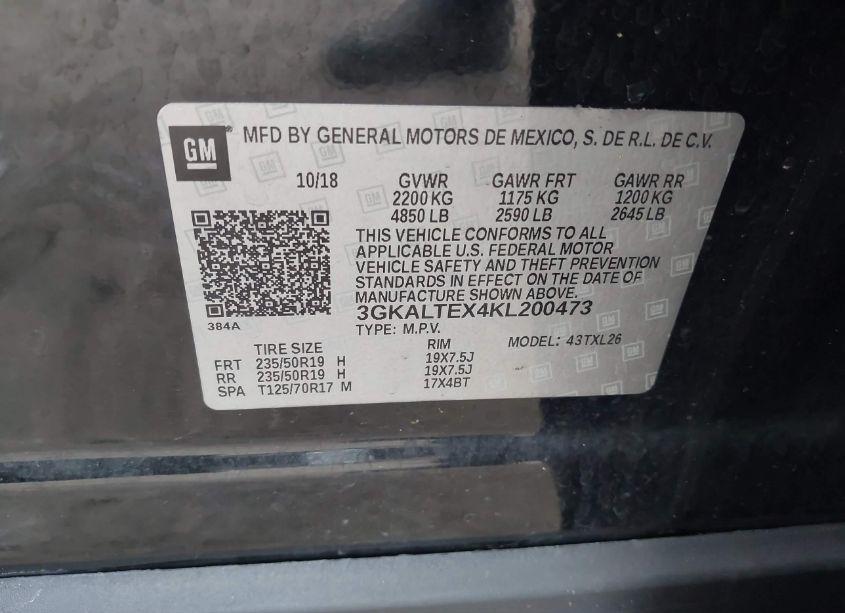 GM MFD BY GENERAL MOTORS DE MEXICO, S. DE R.L. DE C.V.
10/18 GVWR GAWR FRT GAWR RR
2200 KG 1175 KG 1200 KG
4850 LB 2590 LB 2645 LB
THIS VEHICLE CONFORMS TO ALL
APPLICABLE U.S. FEDERAL MOTOR
VEHICLE SAFETY AND THEFT PREVENTION
STANDARDS IN EFFECT ON THE DATE OF
MANUFACTURE SHOWN ABOVE.
3GKALTEX4KL200473
384A TYPE: M.P.V. MODEL: 43TXL26
TIRE SIZE RIM
FRT 235/50R19 H 19X7.5J
RR 235/50R19 H 19X7.5J
SPA T125/70R17 M 17X4BT